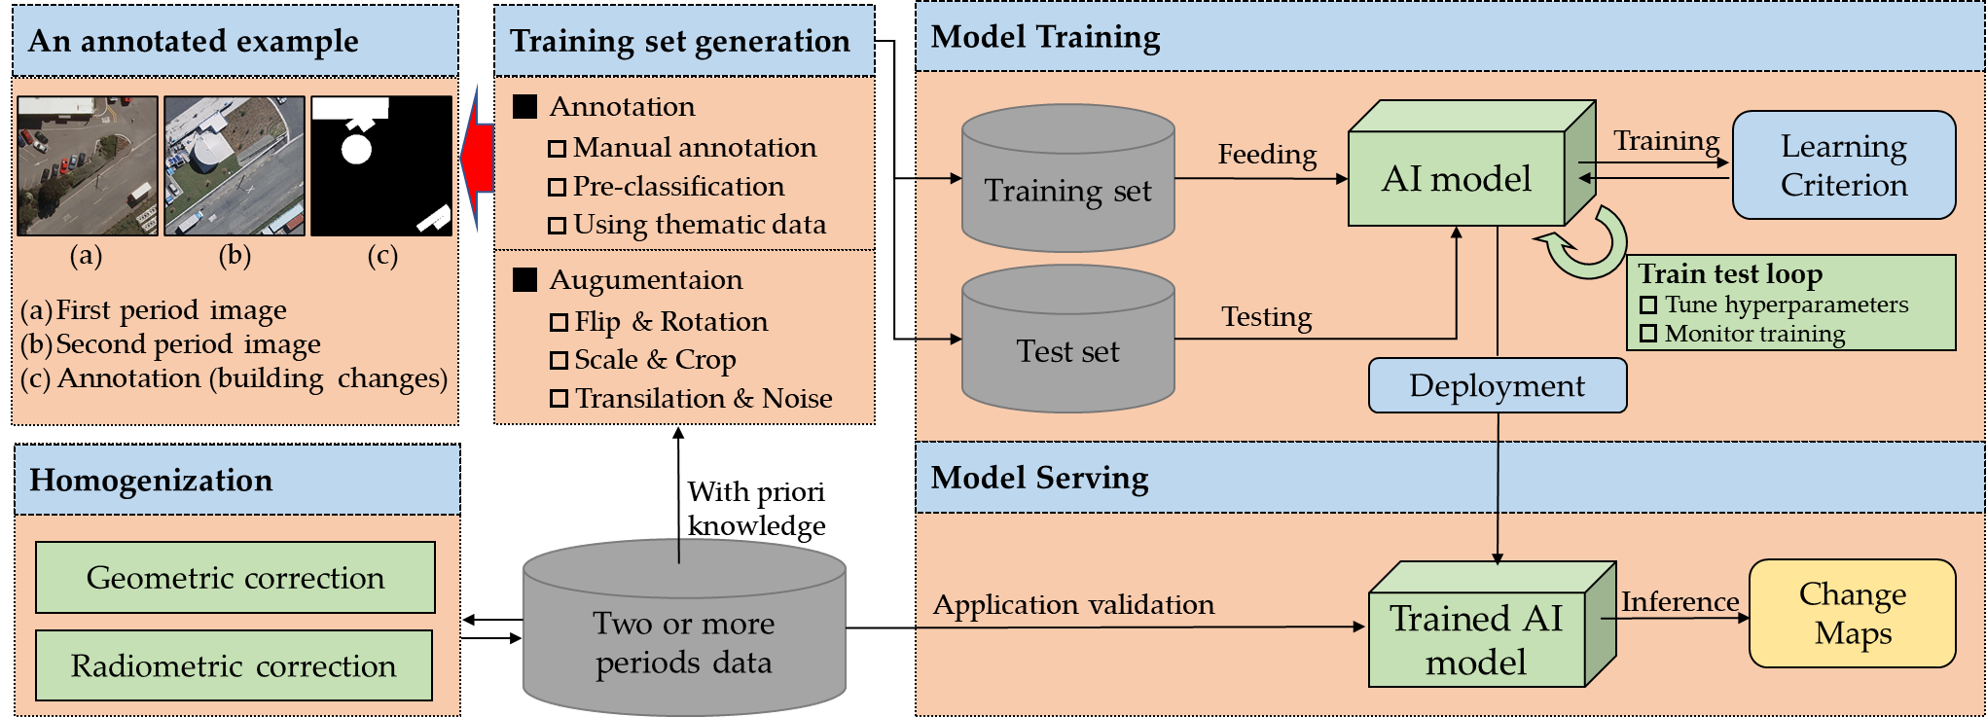 An annotated example
(a)
(b)
(c)
(a) First period image
(b) Second period image
(c) Annotation (building changes)
Training set generation
Annotation
Manual annotation
Pre-classification
Using thematic data
Augumentaion
Flip & Rotation
Scale & Crop
Transilation & Noise
Model Training
Training set
Feeding
AI model
Training
Learning
Criterion
Test set
Testing
Train test loop
Tune hyperparameters
Monitor training
Deployment
Homogenization
Geometric correction
Radiometric correction
With priori
knowledge
Two or more
periods data
Model Serving
Application validation
Trained AI
model
Inference
Change
Maps